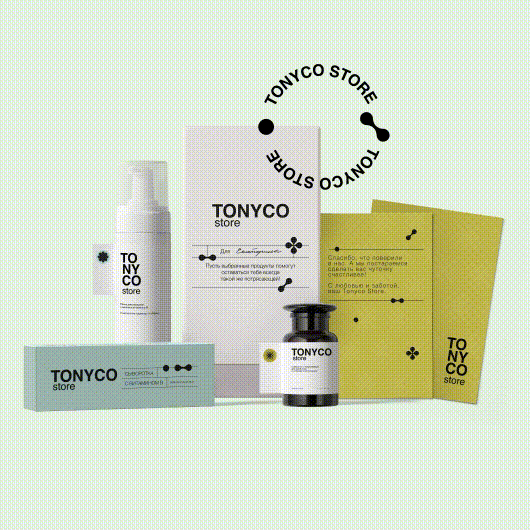 TONYCO STORE
TONYCO STORE
TONYCO
store
Для
Пусть выбранные продукты помогут
оставаться тебе всегда
такой же потрясающей!
Спасибо, что поверили
в нас. А мы постараемся
сделать вас чуточку
счастливее!
С любовью и заботой,
ваш Tonyco Store.
TO
NY
CO
store
TONYCO
store
СЫВОРОТКА
С ВИТАМИНОМ B
TONYCO
store
TO
NY
CO
store